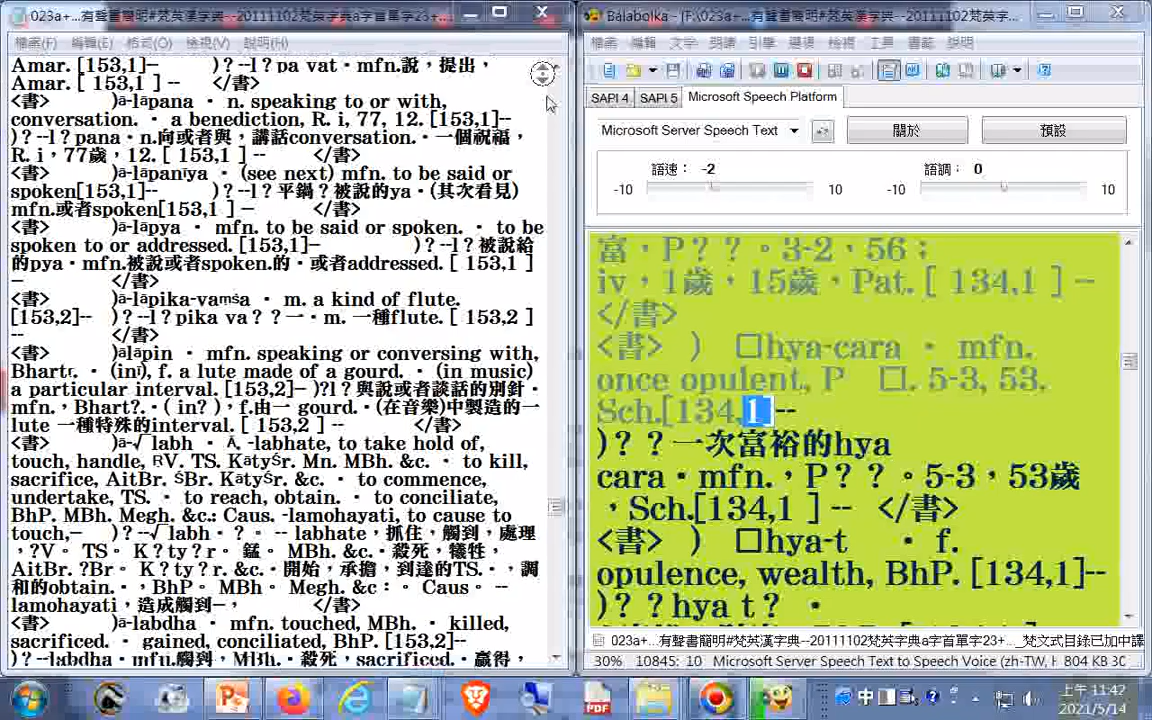 023a+...有聲書簡明#梵英漢字典--20111102梵英字典a字首單字23+...
檔案(F) 編輯(E) 格式(O) 檢視(V) 說明(H)
Amar. [153,1]-- )?--l?pa vat‧mfn.說，提出，
Amar. [ 153,1 ] -- </書>
<書> )ā-lāpana ‧ n. speaking to or with,
conversation. ‧ a benediction, R. i, 77, 12. [153,1]--
)?--l?pana‧n.向或者與，講話conversation.‧一個祝福，
R. i，77歲，12. [ 153,1 ] -- </書>
<書> )ā-lāpanīya ‧ (see next) mfn. to be said or
spoken[153,1]-- )?--l?平鍋？被說的ya‧(其次看見)
mfn.或者spoken[153,1 ] -- </書>
<書> )ā-lāpya ‧ mfn. to be said or spoken. ‧ to be
spoken to or addressed. [153,1]-- )?--l?被說給
的pya‧mfn.被說或者spoken.的‧或者addressed. [ 153,1 ]
-- </書>
<書> )ā-lāpika-vaṃśa ‧ m. a kind of flute.
[153,2]-- )?--l?pika va？？一‧m. 一種flute. [ 153,2 ]
-- </書>
<書> )ālāpin ‧ mfn. speaking or conversing with,
Bhartṛ. ‧ (inī), f. a lute made of a gourd. ‧ (in music)
a particular interval. [153,2]-- )?l?與說或者談話的別針‧
mfn.，Bhart?.‧( in? )，f.由一 gourd.‧(在音樂)中製造的一
lute 一種特殊的interval. [ 153,2 ] -- </書>
<書> )ā-√ labh ‧ Ā. -labhate, to take hold of,
touch, handle, RV. TS. KātyŚr. Mn. MBh. &c. ‧ to kill,
sacrifice, AitBr. ŚBr. KātyŚr. &c. ‧ to commence,
undertake, TS. ‧ to reach, obtain. ‧ to conciliate,
BhP. MBh. Megh. &c.: Caus. -lamohayati, to cause to
touch,-- )?--√ labh‧?‧-- labhate，抓住，觸到，處理
，?V。 TS。 K?ty?r。 錳。 MBh. &c.‧殺死，犧牲，
AitBr. ?Br。 K?ty?r。 &c.‧開始，承擔，到達的TS.‧，調
和的obtain.‧，BhP。 MBh。 Megh. &c：。 Caus。 --
lamohayati，造成觸到--， </書>
<書> )ā-labdha ‧ mfn. touched, MBh. ‧ killed,
sacrificed. ‧ gained, conciliated, BhP. [153,2]--
)?--labdha‧mfn.觸到，MBh.‧殺死，sacrificed.‧贏得，
Balabolka - [F:\023a+...有聲書簡明#梵英漢字典--20111102梵英字...
檔案 編輯 文字 朗讀 引擎 選項 檢視 工具 書籤 說明
SAPI 4 SAPI 5 Microsoft Speech Platform
Microsoft Server Speech Text 關於 預設
語速： -2 語調： 0
-10 10 -10 10
富，P？？。3-2，56；
iv，1歲，15歲，Pat. [ 134,1 ] --
</書>
<書> ) □hya-cara ‧ mfn.
once opulent, P □. 5-3, 53.
Sch.[134,1 --
)？？一次富裕的hya
cara‧mfn.，P？？。5-3，53歲
，Sch.[134,1 ] -- </書>
<書> ) □hya-t ‧ f.
opulence, wealth, BhP. [134,1]--
)？？hya t？ ‧
023a+...有聲書簡明#梵英漢字典--20111102梵英字典a字首單字23+..._梵文式目錄已加中譯
30% 10845: 10 Microsoft Server Speech Text to Speech Voice (zh-TW, H 804 KB 30
中
上午 11:42
2021/5/14